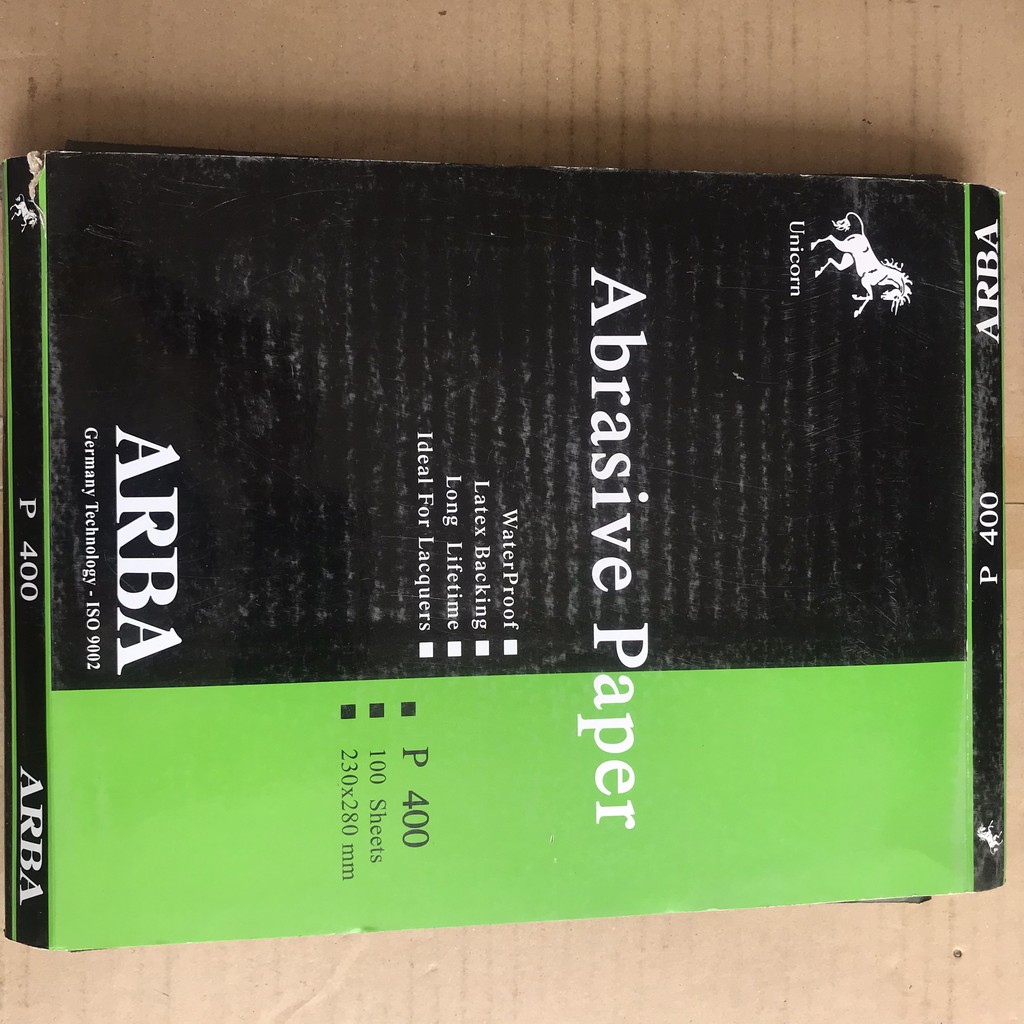 ARBA
P 400
Unicorn
Abrasive Paper
WaterProof
Latex Backing
Long Lifetime
Ideal For Lacquers
P 400
100 Sheets
230x280 mm
ARBA
Germany Technology - ISO 9002
P 400
ARBA